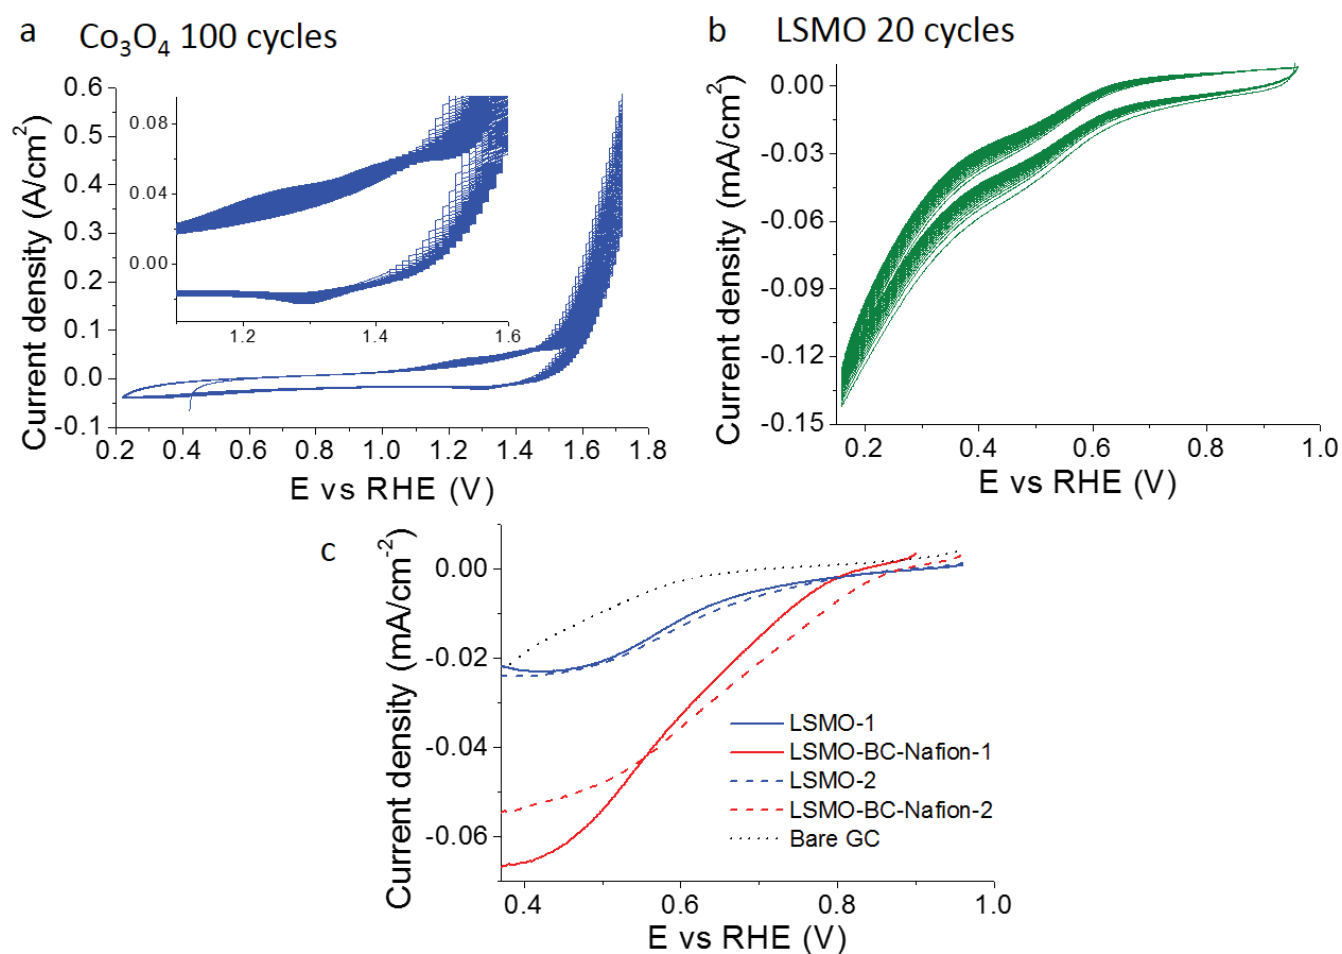 a Co₃O₄ 100 cycles
0.6
0.5
0.4
0.3
0.2
0.1
0.0
-0.1
Current density (A/cm²)
0.08
0.04
0.00
1.2 1.4 1.6
0.2 0.4 0.6 0.8 1.0 1.2 1.4 1.6 1.8
E vs RHE (V)
b LSMO 20 cycles
0.00
-0.03
-0.06
-0.09
-0.12
-0.15
Current density (mA/cm²)
0.2 0.4 0.6 0.8 1.0
E vs RHE (V)
c
0.00
-0.02
-0.04
-0.06
Current density (mA/cm⁻²)
LSMO-1
LSMO-BC-Nafion-1
LSMO-2
LSMO-BC-Nafion-2
Bare GC
0.4 0.6 0.8 1.0
E vs RHE (V)